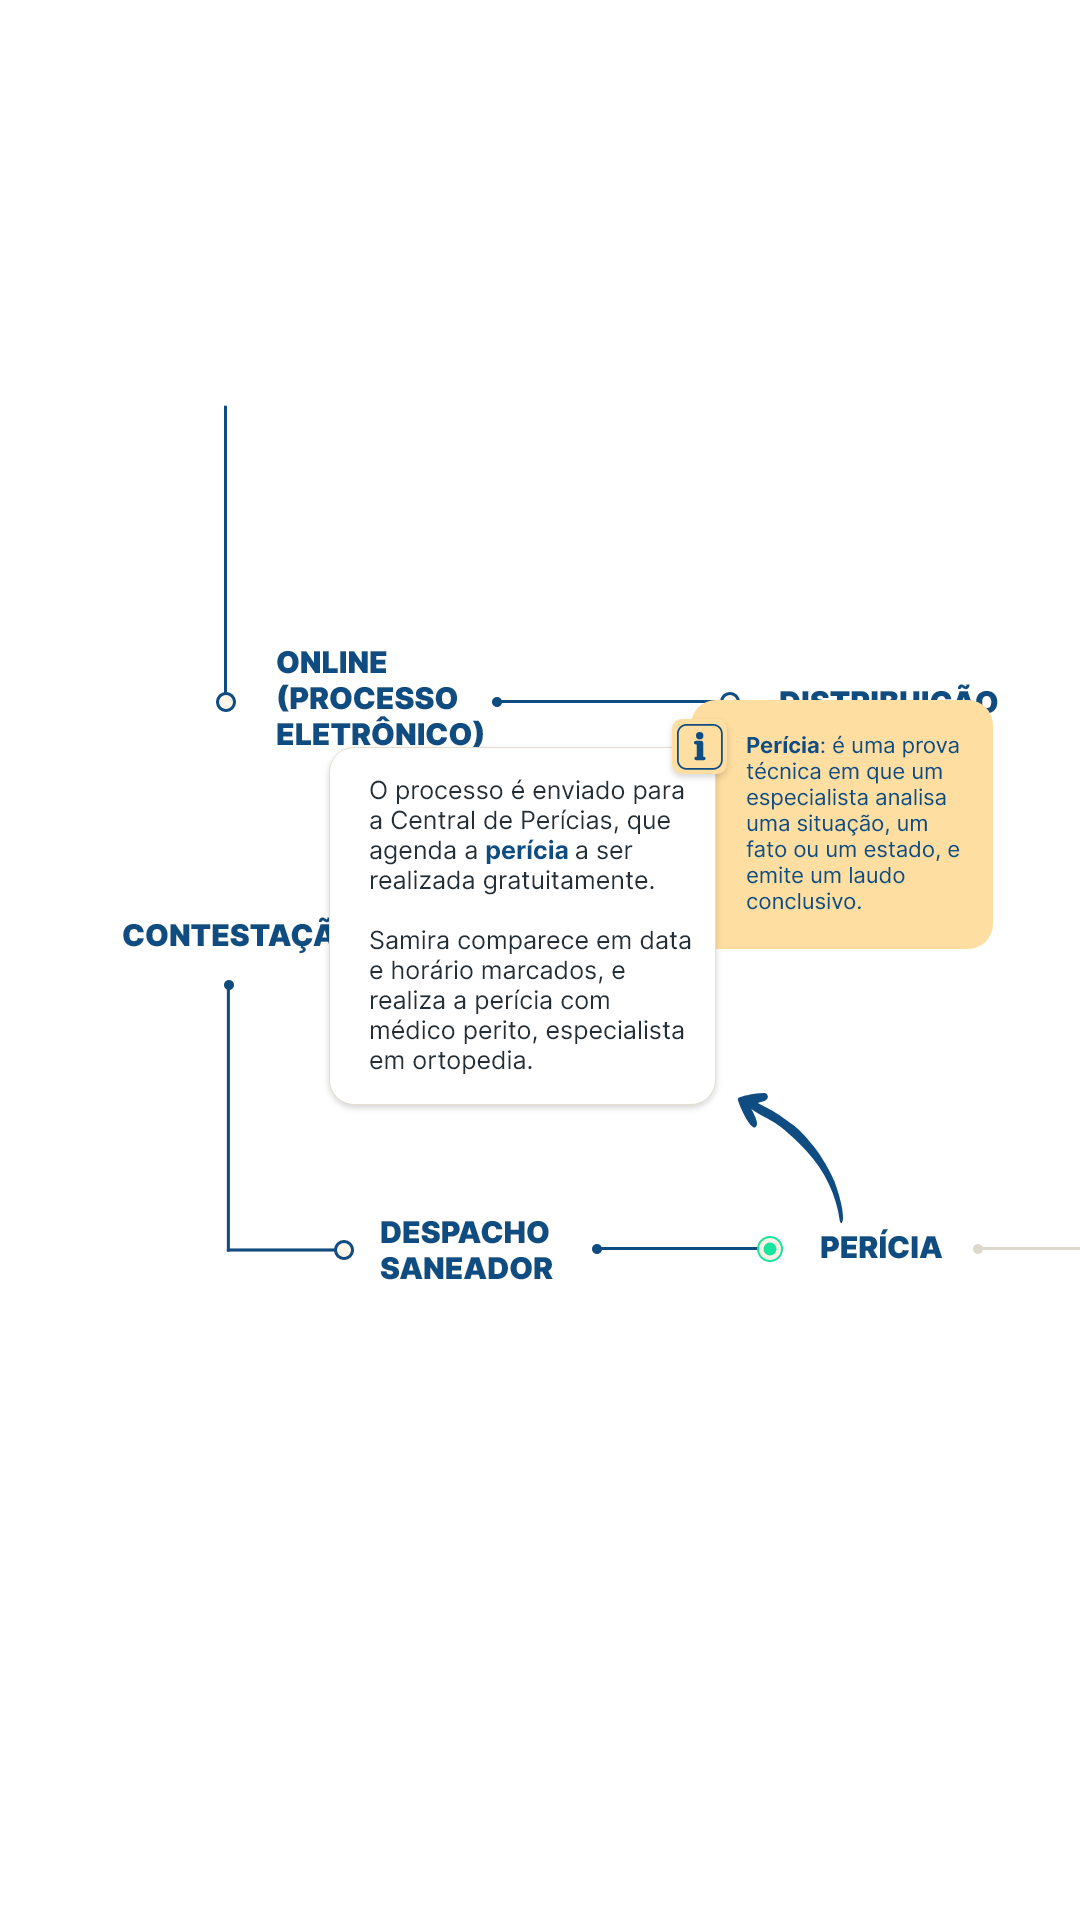 ONLINE
(PROCESSO
ELETRÔNICO)
DISTRIBUIÇÃO
Perícia: é uma prova
técnica em que um
especialista analisa
uma situação, um
fato ou um estado, e
emite um laudo
conclusivo.
O processo é enviado para
a Central de Perícias, que
agenda a perícia a ser
realizada gratuitamente.
Samira comparece em data
e horário marcados, e
realiza a perícia com
médico perito, especialista
em ortopedia.
CONTESTAÇÃ
DESPACHO
SANEADOR
PERÍCIA